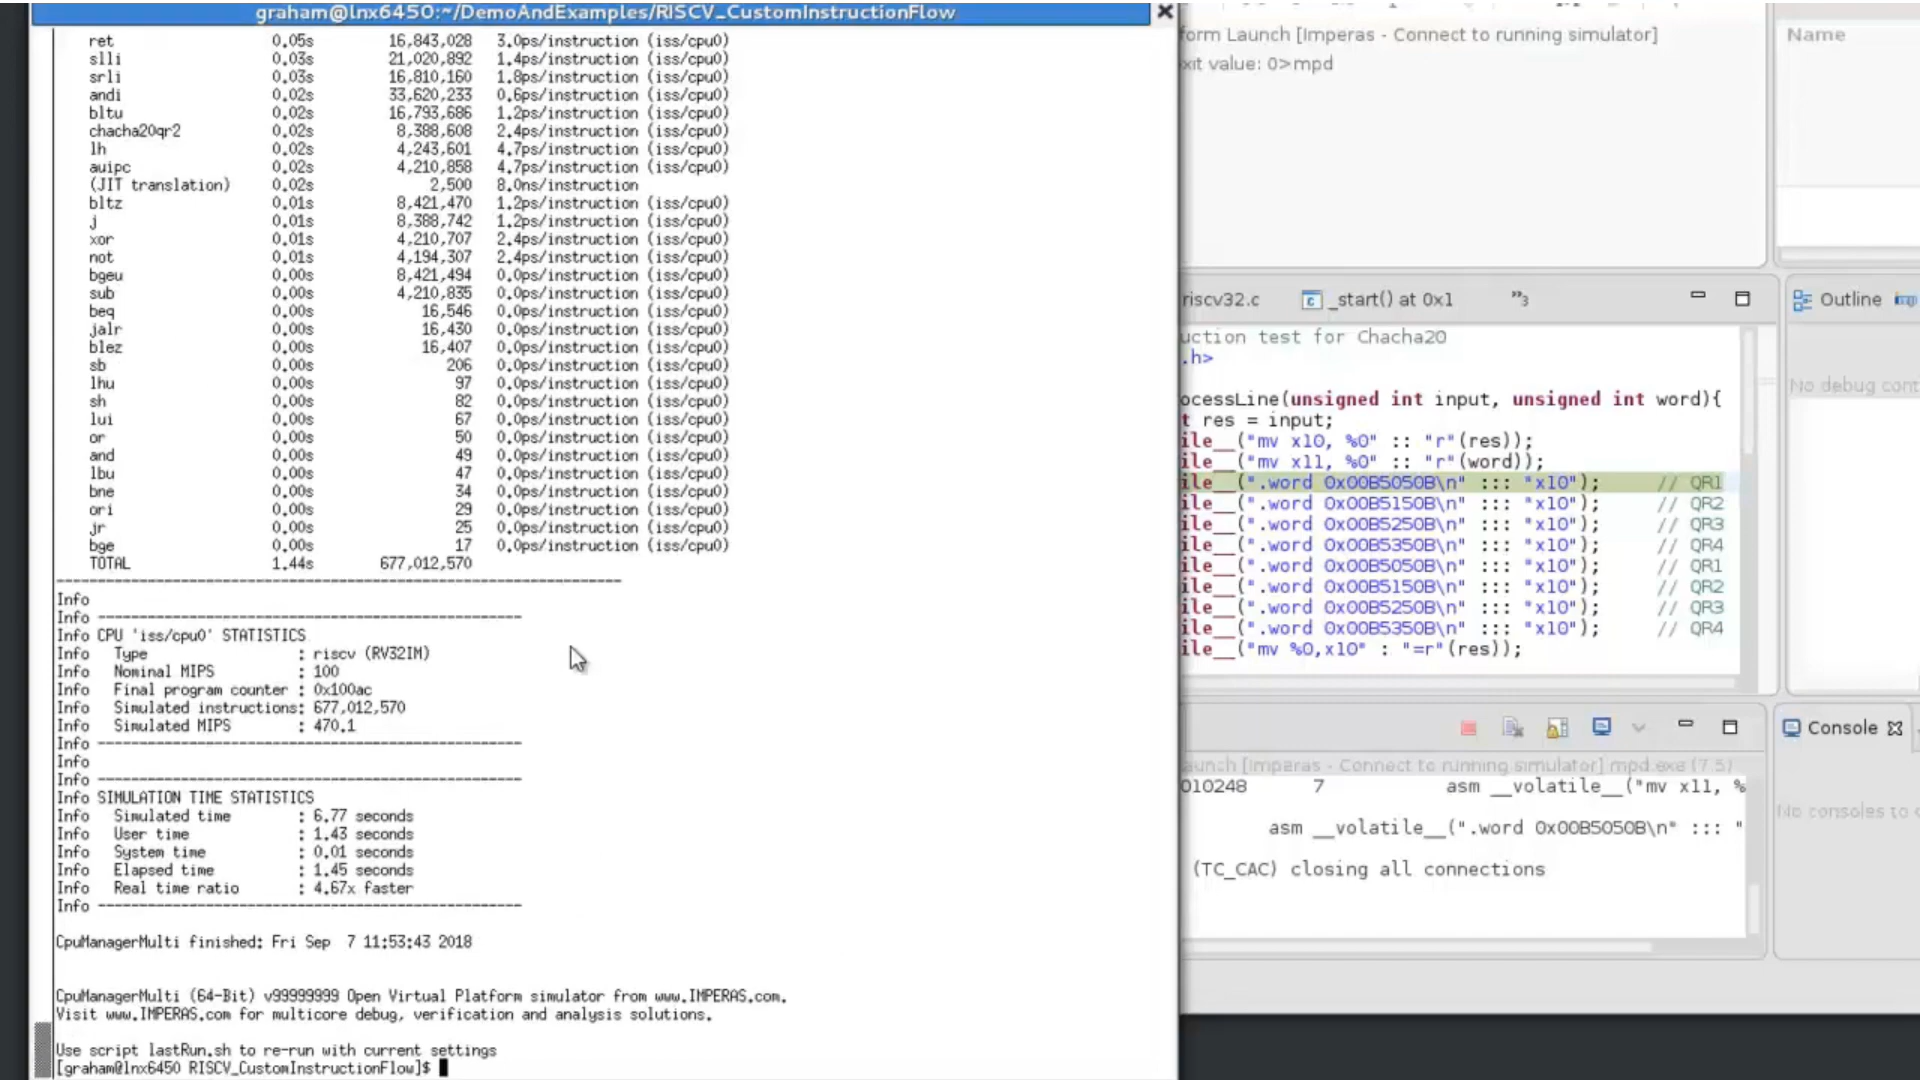 graham@lnx6450:~/DemoAndExamples/RISCV_CustomInstructionFlow
ret 0.05s 16,843,028 3.0ps/instruction (iss/cpu0)
slli 0.03s 21,020,892 1.4ps/instruction (iss/cpu0)
srli 0.03s 16,810,160 1.8ps/instruction (iss/cpu0)
andi 0.02s 33,620,233 0.6ps/instruction (iss/cpu0)
bltu 0.02s 16,793,686 1.2ps/instruction (iss/cpu0)
chacha20qr2 0.02s 8,388,608 2.4ps/instruction (iss/cpu0)
lh 0.02s 4,243,601 4.7ps/instruction (iss/cpu0)
auipc 0.02s 4,210,858 4.7ps/instruction (iss/cpu0)
(JIT translation) 0.02s 2,500 8.0ns/instruction
bltz 0.01s 8,421,470 1.2ps/instruction (iss/cpu0)
j 0.01s 8,388,742 1.2ps/instruction (iss/cpu0)
xor 0.01s 4,210,707 2.4ps/instruction (iss/cpu0)
not 0.01s 4,194,307 2.4ps/instruction (iss/cpu0)
bgeu 0.00s 8,421,494 0.0ps/instruction (iss/cpu0)
sub 0.00s 4,210,835 0.0ps/instruction (iss/cpu0)
beq 0.00s 16,546 0.0ps/instruction (iss/cpu0)
jalr 0.00s 16,430 0.0ps/instruction (iss/cpu0)
blez 0.00s 16,407 0.0ps/instruction (iss/cpu0)
sb 0.00s 206 0.0ps/instruction (iss/cpu0)
lhu 0.00s 97 0.0ps/instruction (iss/cpu0)
sh 0.00s 82 0.0ps/instruction (iss/cpu0)
lui 0.00s 67 0.0ps/instruction (iss/cpu0)
or 0.00s 50 0.0ps/instruction (iss/cpu0)
and 0.00s 49 0.0ps/instruction (iss/cpu0)
lbu 0.00s 47 0.0ps/instruction (iss/cpu0)
bne 0.00s 34 0.0ps/instruction (iss/cpu0)
ori 0.00s 29 0.0ps/instruction (iss/cpu0)
jr 0.00s 25 0.0ps/instruction (iss/cpu0)
bge 0.00s 17 0.0ps/instruction (iss/cpu0)
TOTAL 1.44s 677,012,570
--------------------------------------------------------------------
Info
Info ---------------------------------------------------
Info CPU 'iss/cpu0' STATISTICS
Info Type : riscv (RV32IM)
Info Nominal MIPS : 100
Info Final program counter : 0x100ac
Info Simulated instructions: 677,012,570
Info Simulated MIPS : 470.1
Info ---------------------------------------------------
Info
Info ---------------------------------------------------
Info SIMULATION TIME STATISTICS
Info Simulated time : 6.77 seconds
Info User time : 1.43 seconds
Info System time : 0.01 seconds
Info Elapsed time : 1.45 seconds
Info Real time ratio : 4.67x faster
Info ---------------------------------------------------
CpuManagerMulti finished: Fri Sep 7 11:53:43 2018
CpuManagerMulti (64-Bit) v99999999 Open Virtual Platform simulator from www.IMPERAS.com.
Visit www.IMPERAS.com for multicore debug, verification and analysis solutions.
Use script lastRun.sh to re-run with current settings
[graham@lnx6450 RISCV_CustomInstructionFlow]$
form Launch [Imperas - Connect to running simulator]
xit value: 0>mpd
Name
riscv32.c _start() at 0x1 »3
Outline
uction test for Chacha20
.h>
ocessLine(unsigned int input, unsigned int word){
t res = input;
ile__("mv x10, %0" :: "r"(res));
ile__("mv x11, %0" :: "r"(word));
ile__(".word 0x00B5050B\n" ::: "x10"); // QR1
ile__(".word 0x00B5150B\n" ::: "x10"); // QR2
ile__(".word 0x00B5250B\n" ::: "x10"); // QR3
ile__(".word 0x00B5350B\n" ::: "x10"); // QR4
ile__(".word 0x00B5050B\n" ::: "x10"); // QR1
ile__(".word 0x00B5150B\n" ::: "x10"); // QR2
ile__(".word 0x00B5250B\n" ::: "x10"); // QR3
ile__(".word 0x00B5350B\n" ::: "x10"); // QR4
ile__("mv %0,x10" : "=r"(res));
No debug cont
Console
aunch [Imperas - Connect to running simulator] mpd.exe (7.5)
010248 7 asm __volatile__("mv x11, %
asm __volatile__(".word 0x00B5050B\n" ::: "
(TC_CAC) closing all connections
No consoles to